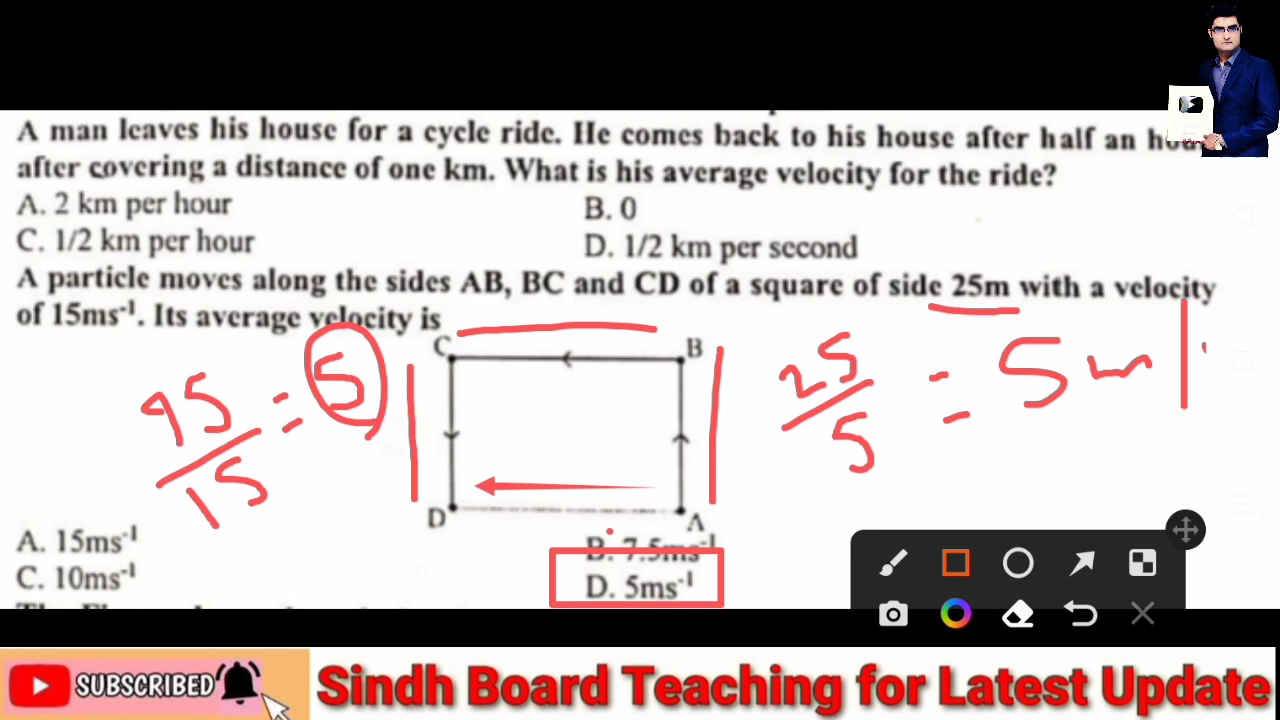 A man leaves his house for a cycle ride. He comes back to his house after half an
after covering a distance of one km. What is his average velocity for the ride?
A. 2 km per hour
B. 0
C. 1/2 km per hour
D. 1/2 km per second
A particle moves along the sides AB, BC and CD of a square of side 25m with a velocity
of 15ms⁻¹. Its average velocity is
C
B
25/5 = 5 m
15 = 5
D
A
A. 15ms⁻¹
B. 7.5ms⁻¹
C. 10ms⁻¹
D. 5ms⁻¹
SUBSCRIBED
Sindh Board Teaching for Latest Update